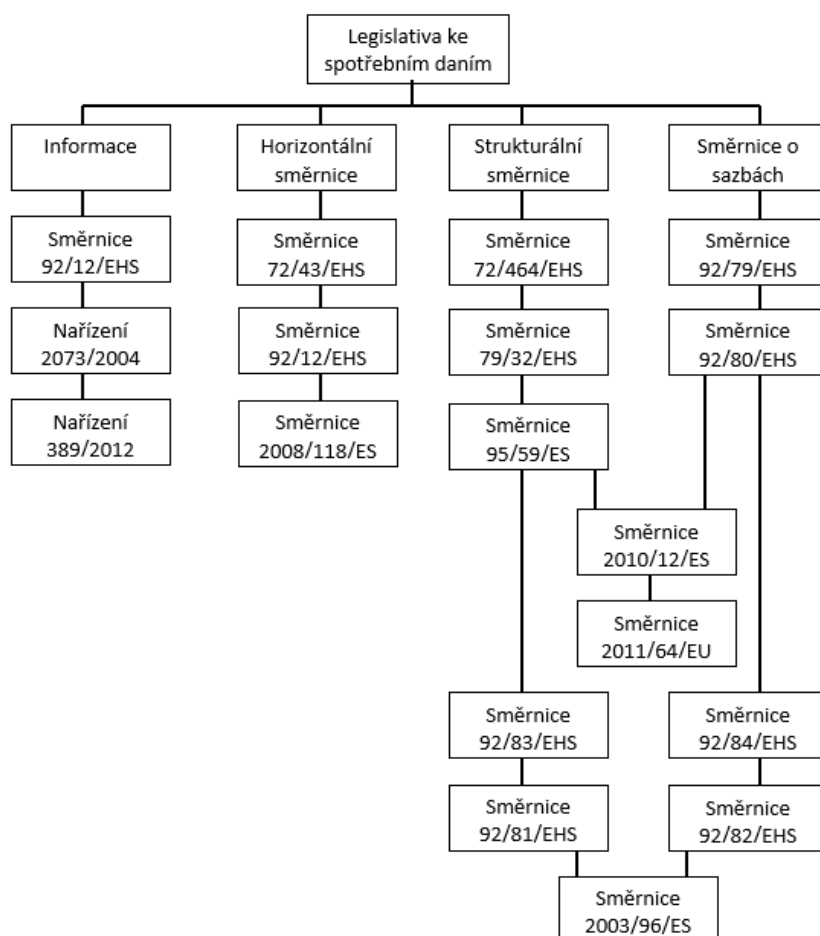 Legislativa ke
spotřebním daním
Informace
Horizontální
směrnice
Strukturální
směrnice
Směrnice o
sazbách
Směrnice
92/12/EHS
Směrnice
72/43/EHS
Směrnice
72/464/EHS
Směrnice
92/79/EHS
Nařízení
2073/2004
Směrnice
92/12/EHS
Směrnice
79/32/EHS
Směrnice
92/80/EHS
Nařízení
389/2012
Směrnice
2008/118/ES
Směrnice
95/59/ES
Směrnice
2010/12/ES
Směrnice
2011/64/EU
Směrnice
92/83/EHS
Směrnice
92/84/EHS
Směrnice
92/81/EHS
Směrnice
92/82/EHS
Směrnice
2003/96/ES